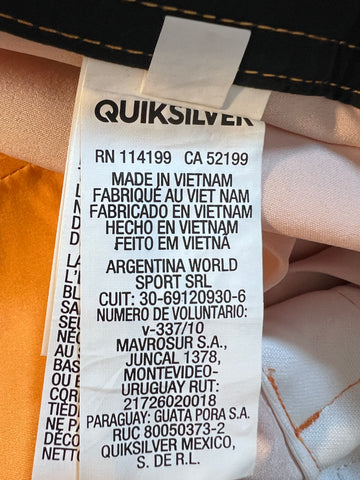 QUIKSILVER
RN 114199 CA 52199
MADE IN VIETNAM
FABRIQUÉ AU VIET NAM
FABRICADO EN VIETNAM
HECHO EN VIETNAM
FEITO EM VIETNÃ
ARGENTINA WORLD
SPORT SRL
CUIT: 30-69120930-6
NUMERO DE VOLUNTARIO:
v-337/10
MAVROSUR S.A.,
JUNCAL 1378,
MONTEVIDEO-
URUGUAY RUT:
21726020018
PARAGUAY: GUATA PORA S.A.
RUC 80050373-2
QUIKSILVER MEXICO,
S. DE R.L.